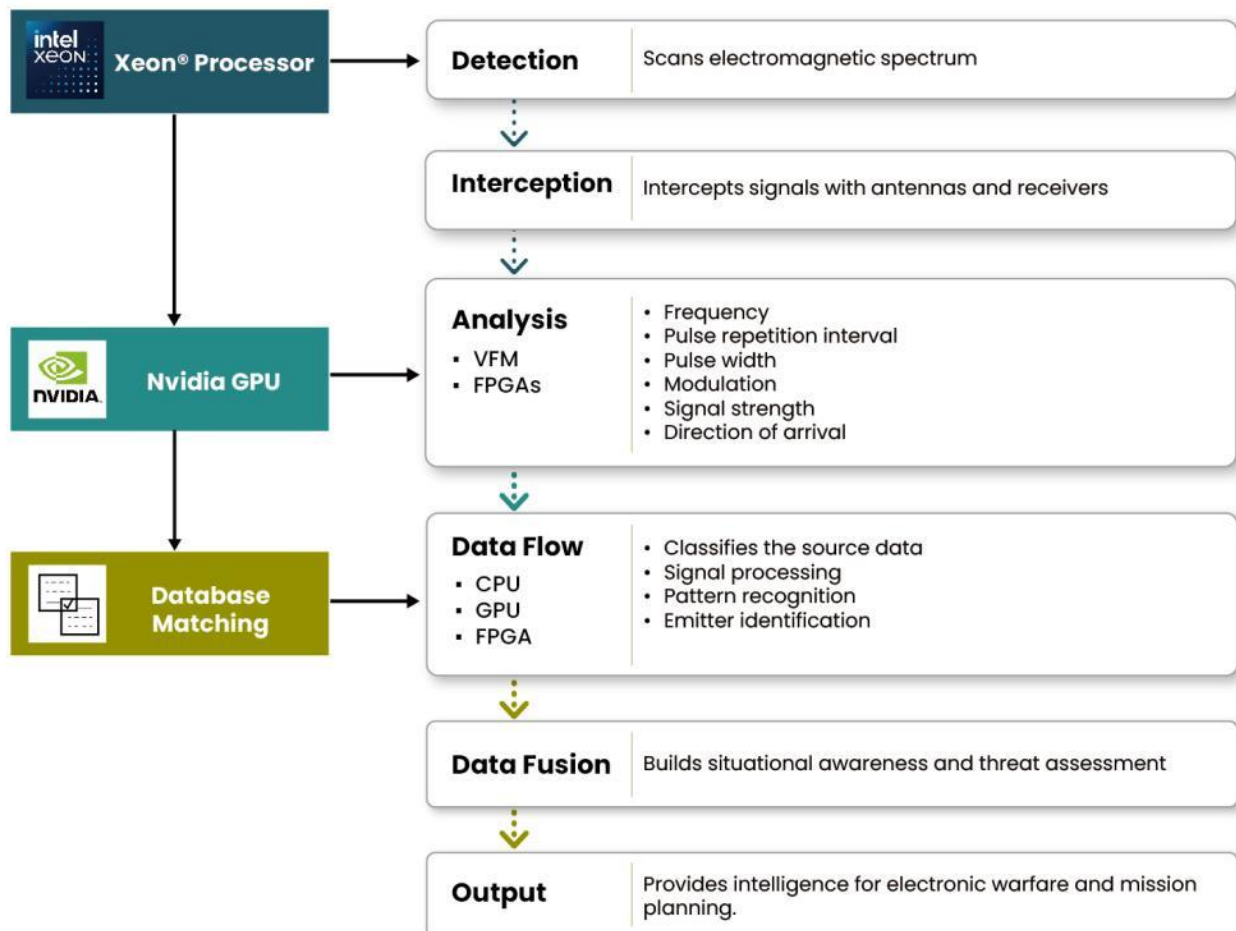 intel
xeon
Xeon® Processor
Detection
Scans electromagnetic spectrum
Interception
Intercepts signals with antennas and receivers
nVIDIA.
Nvidia GPU
Analysis
▪ VFM
▪ FPGAs
• Frequency
• Pulse repetition interval
• Pulse width
• Modulation
• Signal strength
• Direction of arrival
Database
Matching
Data Flow
▪ CPU
▪ GPU
▪ FPGA
• Classifies the source data
• Signal processing
• Pattern recognition
• Emitter identification
Data Fusion
Builds situational awareness and threat assessment
Output
Provides intelligence for electronic warfare and mission
planning.